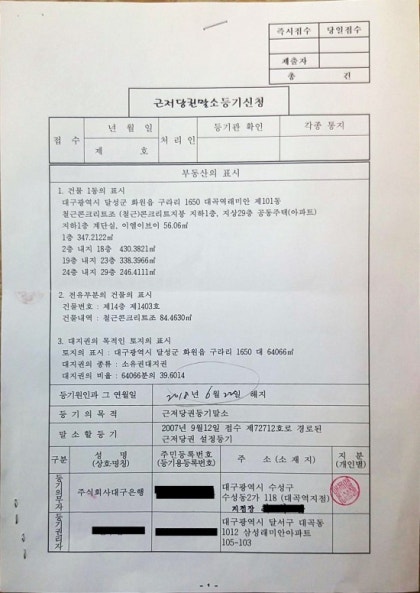 즉시접수 당일접수
제출자
총 건
근저당권말소등기신청
접수 년 월 일 처리인 등기관 확인 각종 통지
제 호
부동산의 표시
1. 건물 1동의 표시
대구광역시 달성군 화원읍 구라리 1650 대곡역래미안 제101동
철근콘크리트조 (철근)콘크리트지붕 지하1층, 지상29층 공동주택(아파트)
지하1층 계단실, 이엘이브이 56.06㎡
1층 347.2122㎡
2층 내지 18층 430.3821㎡
19층 내지 23층 338.3966㎡
24층 내지 29층 246.4111㎡
2. 전유부분의 건물의 표시
건물번호 : 제14층 제1403호
건물내역 : 철근콘크리트조 84.4630㎡
3. 대지권의 목적인 토지의 표시
토지의 표시 : 대구광역시 달성군 화원읍 구라리 1650 대 64066㎡
대지권의 종류 : 소유권대지권
대지권의 비율 : 64066분의 39.6014
등기원인과 그 연월일 2018년 6월 일 해지
등기의목적 근저당권등기말소
말소할등기 2007년 9월12일 접수 제72712호로 경료된
근저당권 설정등기
구분 성 명 (상호·명칭) 주민등록번호 (등기용등록번호) 주 소 (소 재 지) 지 분 (개인별)
등기의무자 주식회사대구은행 대구광역시 수성구
수성동2가 118 (대곡역지점)
지점장
등기권리자 대구광역시 달서구 대곡동
1012 삼성래미안아파트
105-103
- 1 -